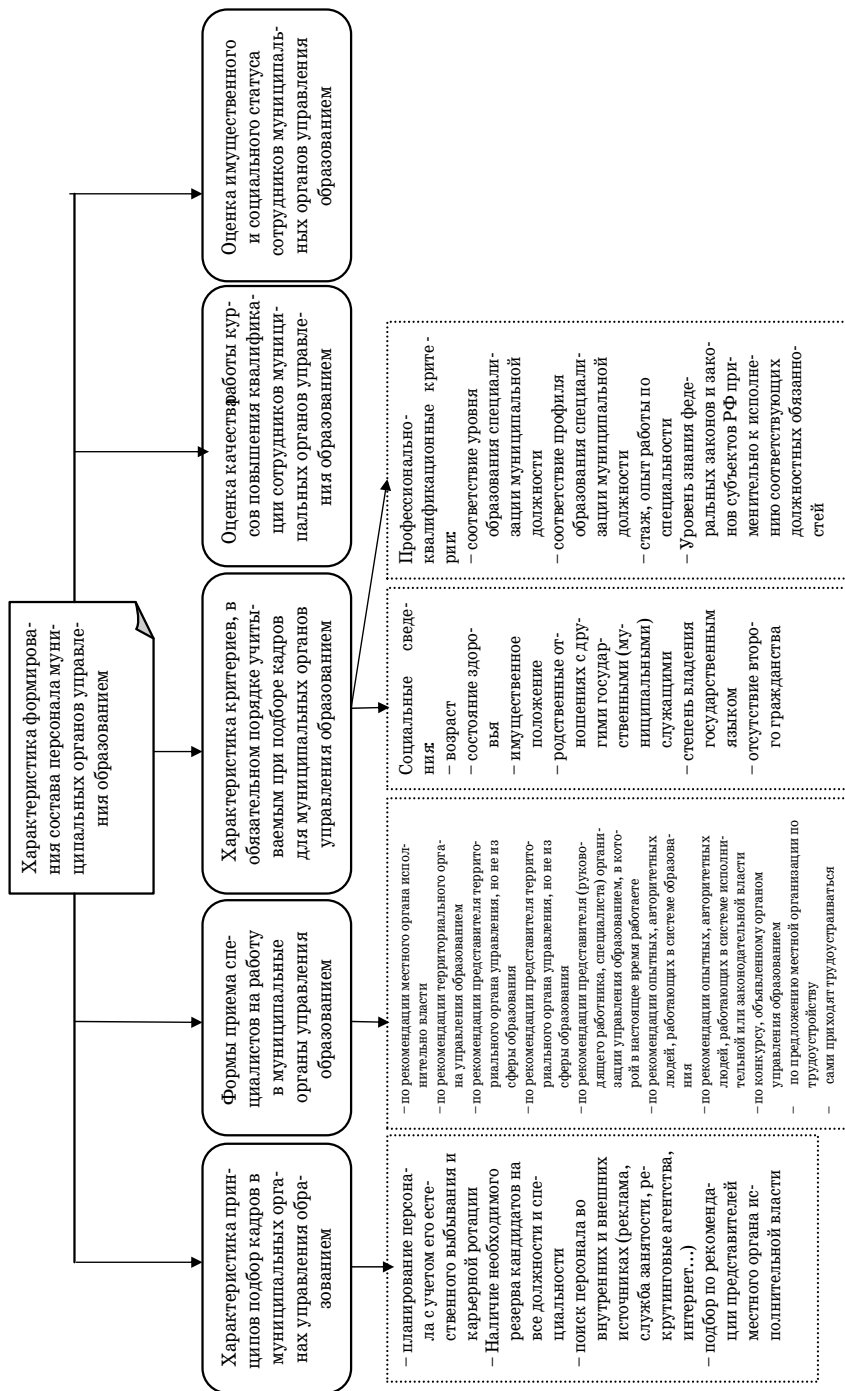 Характеристика формирова-
ния состава персонала муни-
ципальных органов управле-
ния образованием
Характеристика прин-
ципов подбор кадров в
муниципальных орга-
нах управления обра-
зованием
Формы приема спе-
циалистов на работу
в муниципальные
органы управления
образованием
Характеристика критериев, в
обязательном порядке учиты-
ваемым при подборе кадров
для муниципальных органов
управления образованием
Оценка качества работы кур-
сов повышения квалифика-
ции сотрудников муници-
пальных органов управле-
ния образованием
Оценка имущественного
и социального статуса
сотрудников муниципаль-
ных органов управления
образованием
– планирование персона-
ла с учетом его есте-
ственного выбывания и
карьерной ротации
– Наличие необходимого
резерва кандидатов на
все должности и спе-
циальности
– поиск персонала во
внутренних и внешних
источниках (реклама,
служба занятости, ре-
крутинговые агентства,
интернет…)
– подбор по рекоменда-
ции представителей
местного органа ис-
полнительной власти
– по рекомендации местного органа испол-
нительно власти
– по рекомендации территориального орга-
на управления образованием
– по рекомендации представителя террито-
риального органа управления, но не из
сферы образования
– по рекомендации представителя террито-
риального органа управления, но не из
сферы образования
– по рекомендации представителя (руково-
дящего работника, специалиста) органи-
зации управления образованием, в кото-
рой в настоящее время работаете
– по рекомендации опытных, авторитетных
людей, работающих в системе образова-
ния
– по рекомендации опытных, авторитетных
людей, работающих в системе исполни-
тельной или законодательной власти
– по конкурсу, объявленному органом
управления образованием
– по предложению местной организации по
трудоустройству
– сами приходят трудоустраиваться
Социальные сведе-
ния:
– возраст
– состояние здоро-
вья
– имущественное
положение
– родственные от-
ношениях с дру-
гими государ-
ственными (му-
ниципальными)
служащими
– степень владения
государственным
языком
– отсутствие второ-
го гражданства
Профессионально-
квалификационные крите-
рии:
– соответствие уровня
образования специали-
зации муниципальной
должности
– соответствие профиля
образования специали-
зации муниципальной
должности
– стаж, опыт работы по
специальности
– Уровень знания феде-
ральных законов и зако-
нов субъектов РФ при-
менительно к исполне-
нию соответствующих
должностных обязанно-
стей